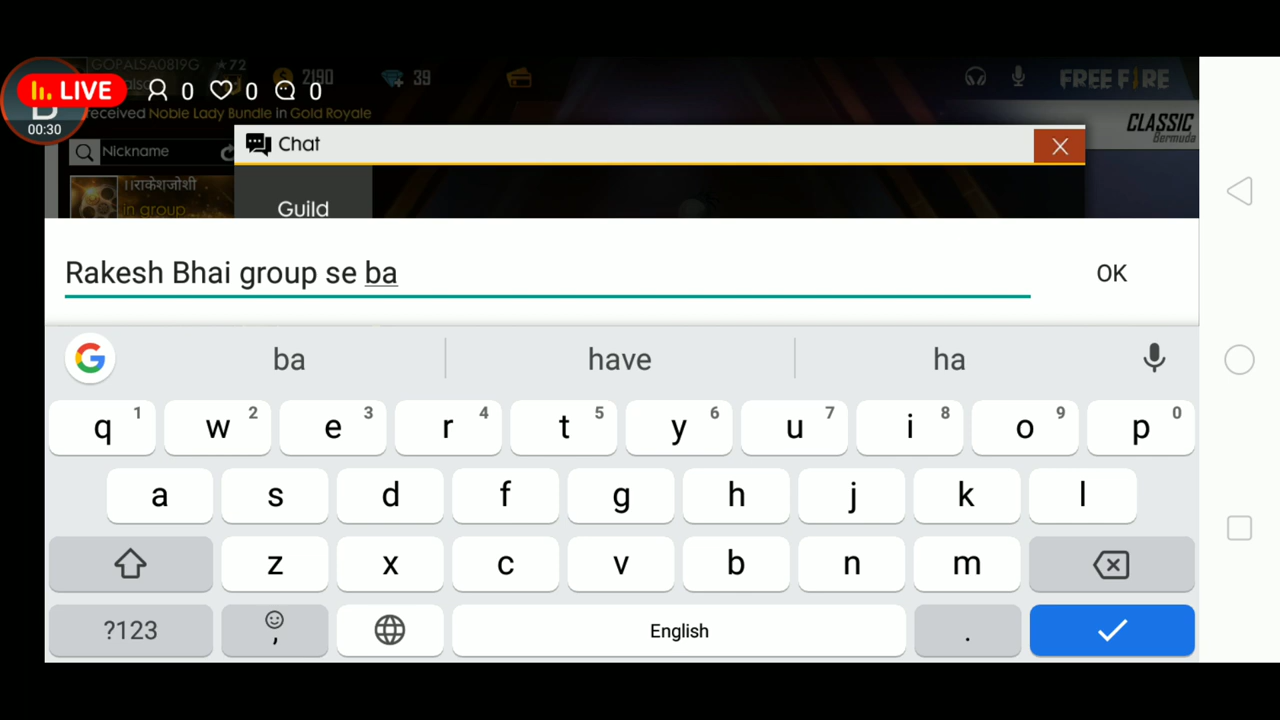 GOPALSA0819G ★72
2190
39
LIVE
0
0
0
00:30
received Noble Lady Bundle in Gold Royale
FREE FIRE
CLASSIC
Bermuda
Nickname
Chat
।।राकेशजोशी
in group
Guild
Rakesh Bhai group se ba
OK
ba have ha
q 1 w 2 e 3 r 4 t 5 y 6 u 7 i 8 o 9 p 0
a s d f g h j k l
z x c v b n m
?123 , English .